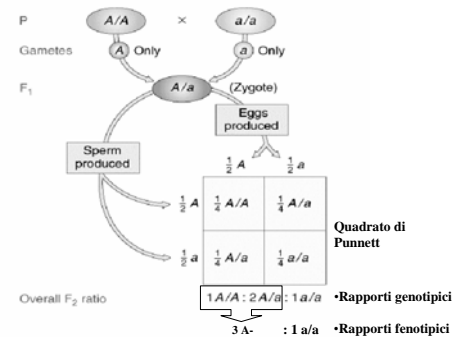 P A/A × a/a
Gametes A Only a Only
F1 A/a (Zygote)
Eggs
produced
Sperm
produced
1/2 A 1/2 a
1/2 A 1/4 A/A 1/4 A/a
Quadrato di
Punnett
1/2 a 1/4 A/a 1/4 a/a
Overall F2 ratio 1 A/A : 2 A/a : 1 a/a •Rapporti genotipici
3 A- : 1 a/a •Rapporti fenotipici